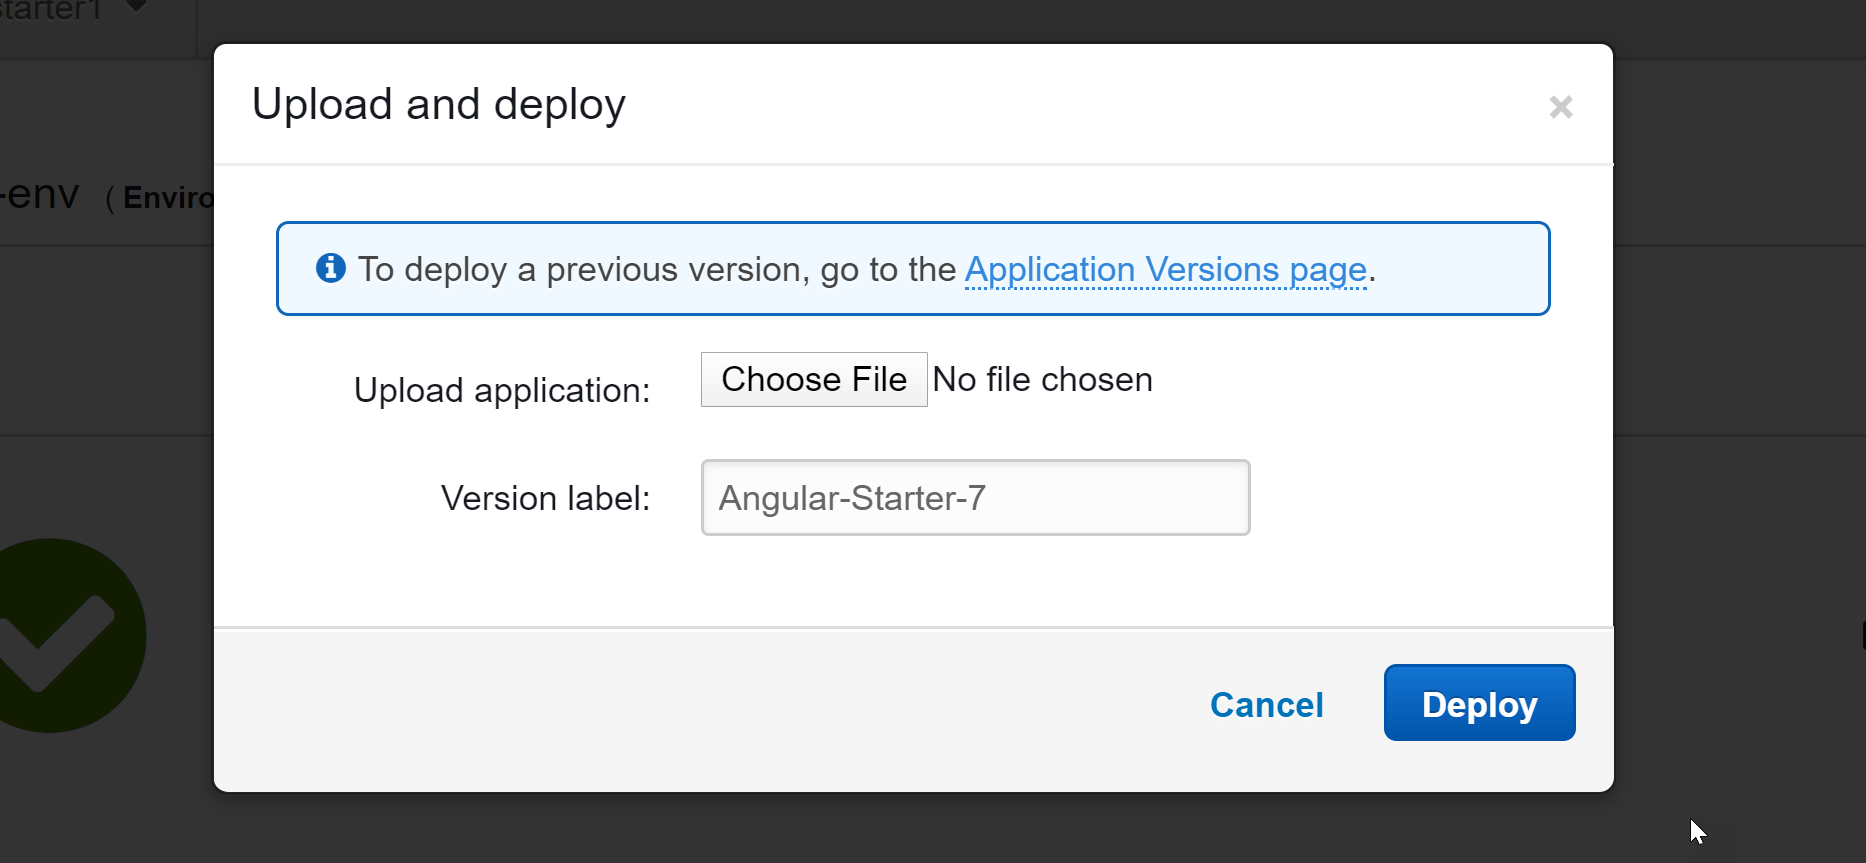 starter1
Upload and deploy
-env ( Enviro
To deploy a previous version, go to the Application Versions page.
Upload application: Choose File No file chosen
Version label: Angular-Starter-7
Cancel Deploy